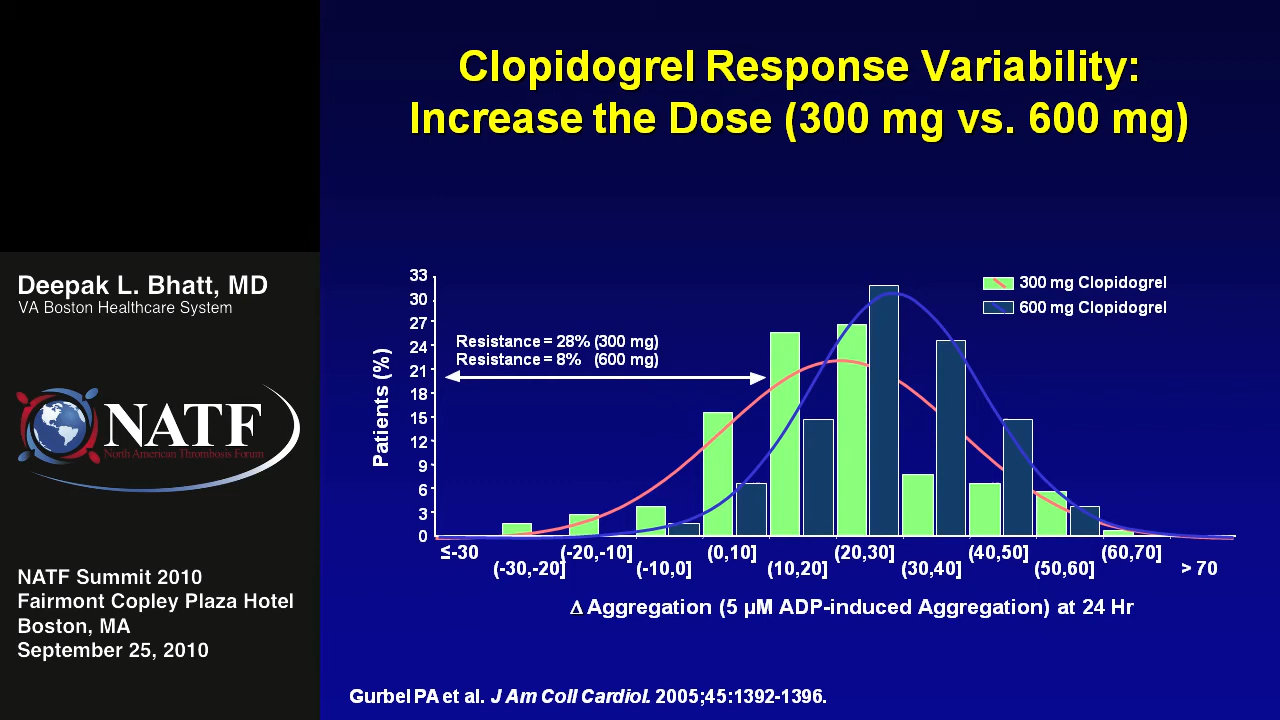 Clopidogrel Response Variability:
Increase the Dose (300 mg vs. 600 mg)
Deepak L. Bhatt, MD
VA Boston Healthcare System
NATF
North American Thrombosis Forum
NATF Summit 2010
Fairmont Copley Plaza Hotel
Boston, MA
September 25, 2010
300 mg Clopidogrel
600 mg Clopidogrel
Resistance = 28% (300 mg)
Resistance = 8% (600 mg)
Patients (%)
33
30
27
24
21
18
15
12
9
6
3
0
≤-30
(-30,-20]
(-20,-10]
(-10,0]
(0,10]
(10,20]
(20,30]
(30,40]
(40,50]
(50,60]
(60,70]
> 70
Δ Aggregation (5 µM ADP-induced Aggregation) at 24 Hr
Gurbel PA et al. J Am Coll Cardiol. 2005;45:1392-1396.